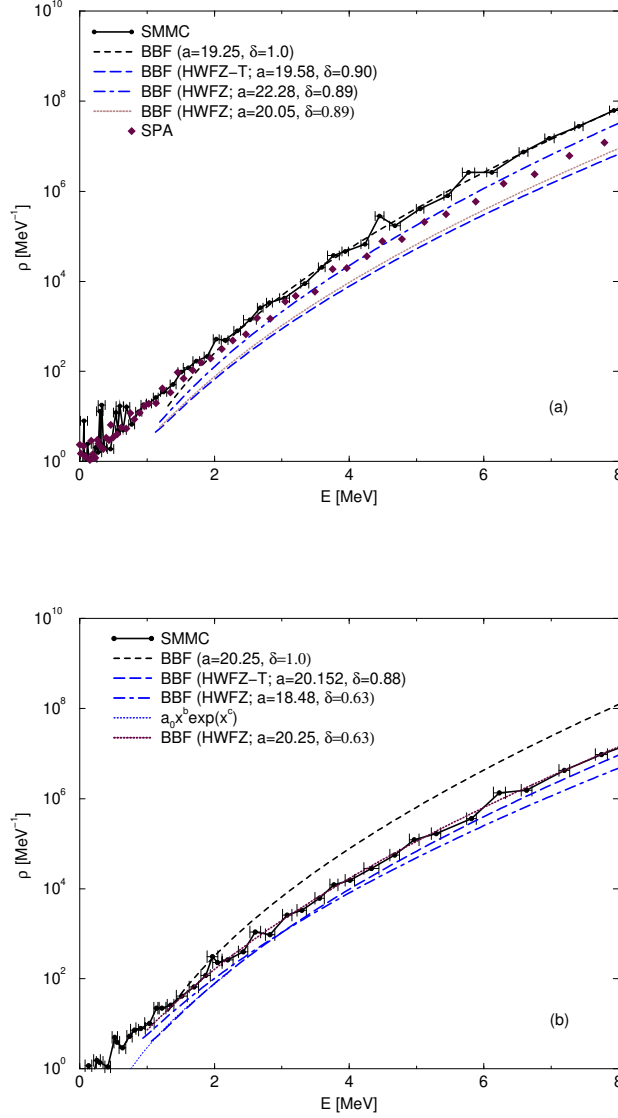 10^10
10^8
10^6
10^4
10^2
10^0
ρ [MeV^−1]
SMMC
BBF (a=19.25, δ=1.0)
BBF (HWFZ−T; a=19.58, δ=0.90)
BBF (HWFZ; a=22.28, δ=0.89)
BBF (HWFZ; a=20.05, δ=0.89)
SPA
(a)
0 2 4 6 8
E [MeV]
10^10
10^8
10^6
10^4
10^2
10^0
ρ [MeV^−1]
SMMC
BBF (a=20.25, δ=1.0)
BBF (HWFZ−T; a=20.152, δ=0.88)
BBF (HWFZ; a=18.48, δ=0.63)
a_0x^bexp(x^c)
BBF (HWFZ; a=20.25, δ=0.63)
(b)
0 2 4 6 8
E [MeV]